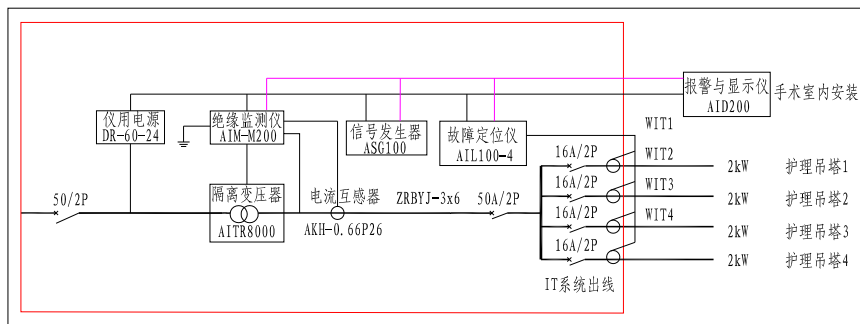 报警与显示仪
AID200
手术室内安装
仪用电源
DR-60-24
绝缘监测仪
AIM-M200
信号发生器
ASG100
故障定位仪
AIL100-4
WIT1
16A/2P
WIT2
2kW
护理吊塔1
隔离变压器
AITR8000
电流互感器
AKH-0.66P26
50/2P
ZRBYJ-3x6
50A/2P
16A/2P
WIT3
2kW
护理吊塔2
16A/2P
WIT4
2kW
护理吊塔3
16A/2P
2kW
护理吊塔4
IT系统出线